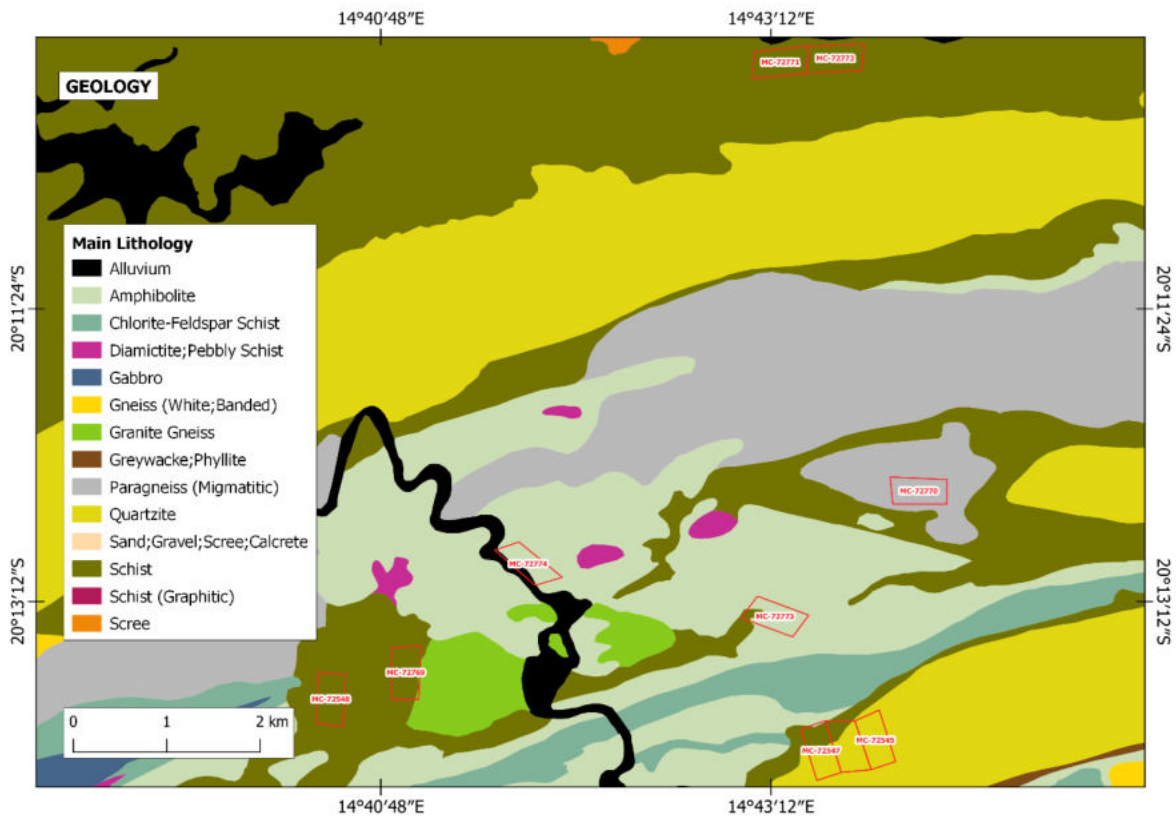 14°40′48″E
14°43′12″E
GEOLOGY
MC-72771
MC-72772
Main Lithology
Alluvium
Amphibolite
Chlorite-Feldspar Schist
Diamictite;Pebbly Schist
Gabbro
Gneiss (White;Banded)
Granite Gneiss
Greywacke;Phyllite
Paragneiss (Migmatitic)
Quartzite
Sand;Gravel;Scree;Calcrete
Schist
Schist (Graphitic)
Scree
20°11′24″S
20°11′24″S
MC-72770
MC-72774
20°13′12″S
20°13′12″S
MC-72773
MC-72769
MC-72548
0 1 2 km
MC-72547
MC-72545
14°40′48″E
14°43′12″E